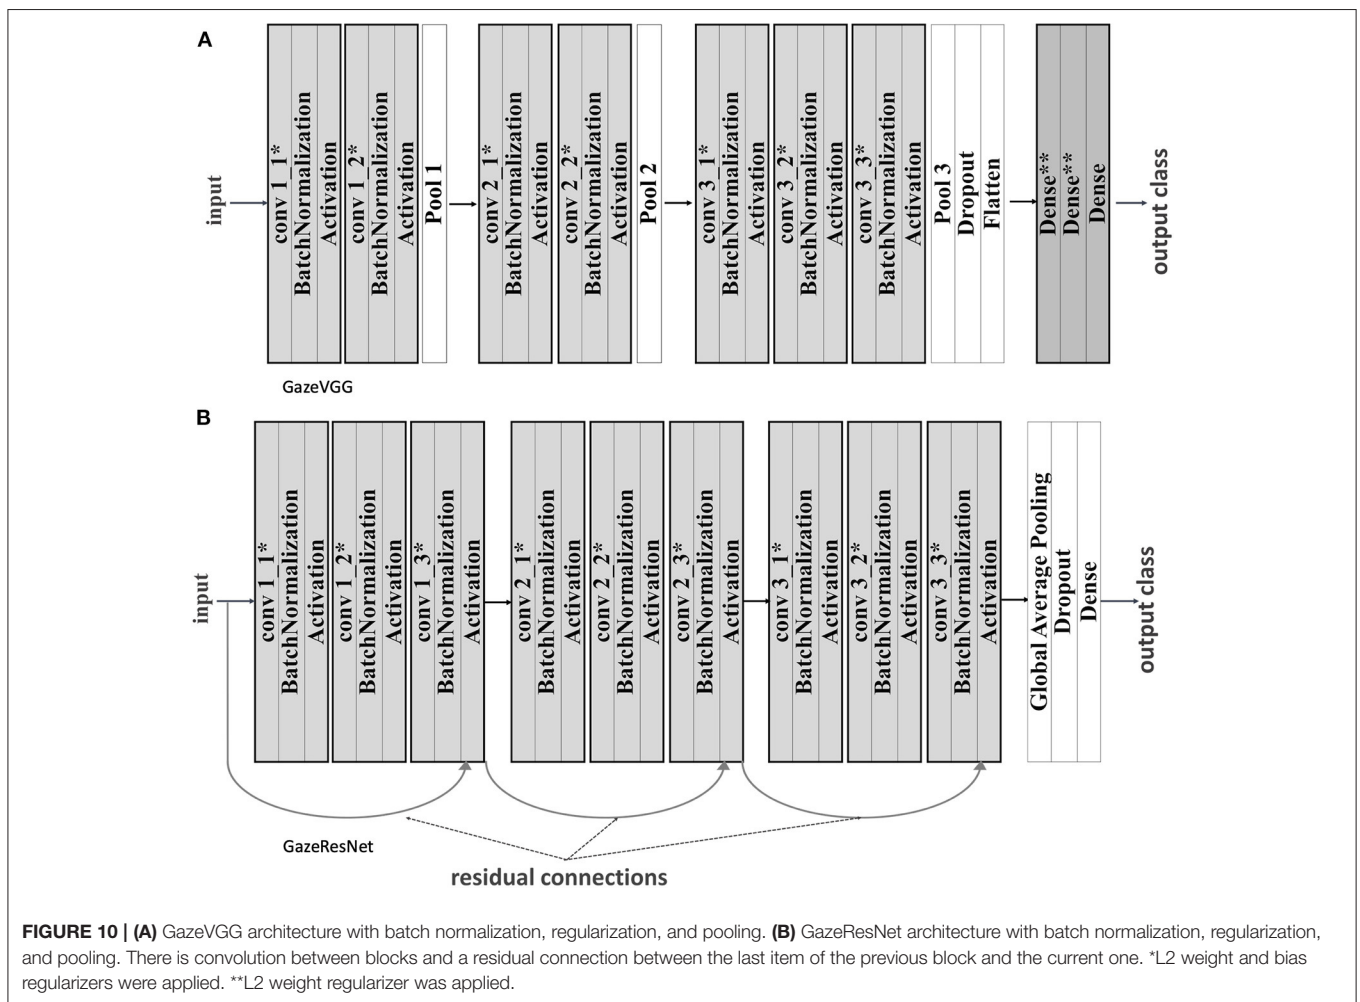 A
input
conv 1_1*
BatchNormalization
Activation
conv 1_2*
BatchNormalization
Activation
Pool 1
conv 2_1*
BatchNormalization
Activation
conv 2_2*
BatchNormalization
Activation
Pool 2
conv 3_1*
BatchNormalization
Activation
conv 3_2*
BatchNormalization
Activation
conv 3_3*
BatchNormalization
Activation
Pool 3
Dropout
Flatten
Dense**
Dense**
Dense
output class
GazeVGG
B
input
conv 1_1*
BatchNormalization
Activation
conv 1_2*
BatchNormalization
Activation
conv 1_3*
BatchNormalization
Activation
conv 2_1*
BatchNormalization
Activation
conv 2_2*
BatchNormalization
Activation
conv 2_3*
BatchNormalization
Activation
conv 3_1*
BatchNormalization
Activation
conv 3_2*
BatchNormalization
Activation
conv 3_3*
BatchNormalization
Activation
Global Average Pooling
Dropout
Dense
output class
GazeResNet
residual connections
FIGURE 10 | (A) GazeVGG architecture with batch normalization, regularization, and pooling. (B) GazeResNet architecture with batch normalization, regularization,
and pooling. There is convolution between blocks and a residual connection between the last item of the previous block and the current one. *L2 weight and bias
regularizers were applied. **L2 weight regularizer was applied.